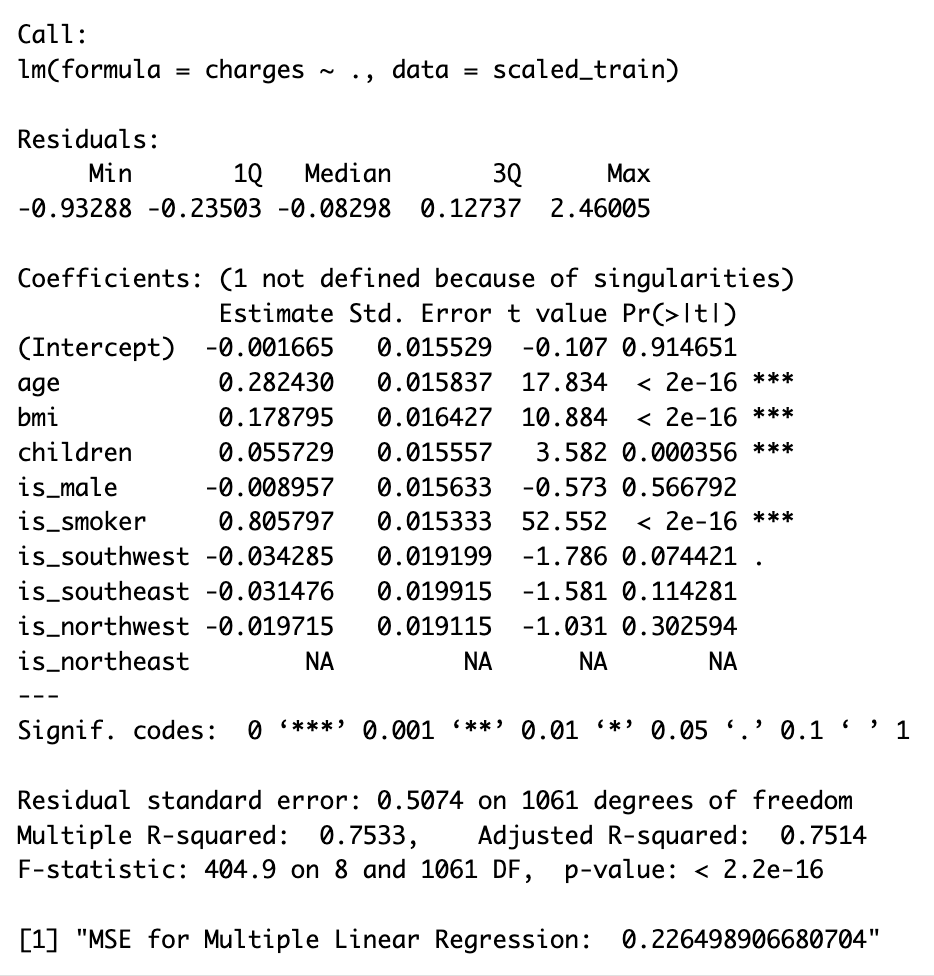 Call:
lm(formula = charges ~ ., data = scaled_train)
Residuals:
     Min       1Q   Median       3Q      Max
-0.93288 -0.23503 -0.08298  0.12737  2.46005
Coefficients: (1 not defined because of singularities)
              Estimate Std. Error t value Pr(>|t|)
(Intercept)  -0.001665   0.015529  -0.107 0.914651
age           0.282430   0.015837  17.834  < 2e-16 ***
bmi           0.178795   0.016427  10.884  < 2e-16 ***
children      0.055729   0.015557   3.582 0.000356 ***
is_male      -0.008957   0.015633  -0.573 0.566792
is_smoker     0.805797   0.015333  52.552  < 2e-16 ***
is_southwest -0.034285   0.019199  -1.786 0.074421 .
is_southeast -0.031476   0.019915  -1.581 0.114281
is_northwest -0.019715   0.019115  -1.031 0.302594
is_northeast        NA         NA      NA       NA
---
Signif. codes:  0 ‘***’ 0.001 ‘**’ 0.01 ‘*’ 0.05 ‘.’ 0.1 ‘ ’ 1
Residual standard error: 0.5074 on 1061 degrees of freedom
Multiple R-squared:  0.7533,	Adjusted R-squared:  0.7514
F-statistic: 404.9 on 8 and 1061 DF,  p-value: < 2.2e-16
[1] "MSE for Multiple Linear Regression:  0.226498906680704"